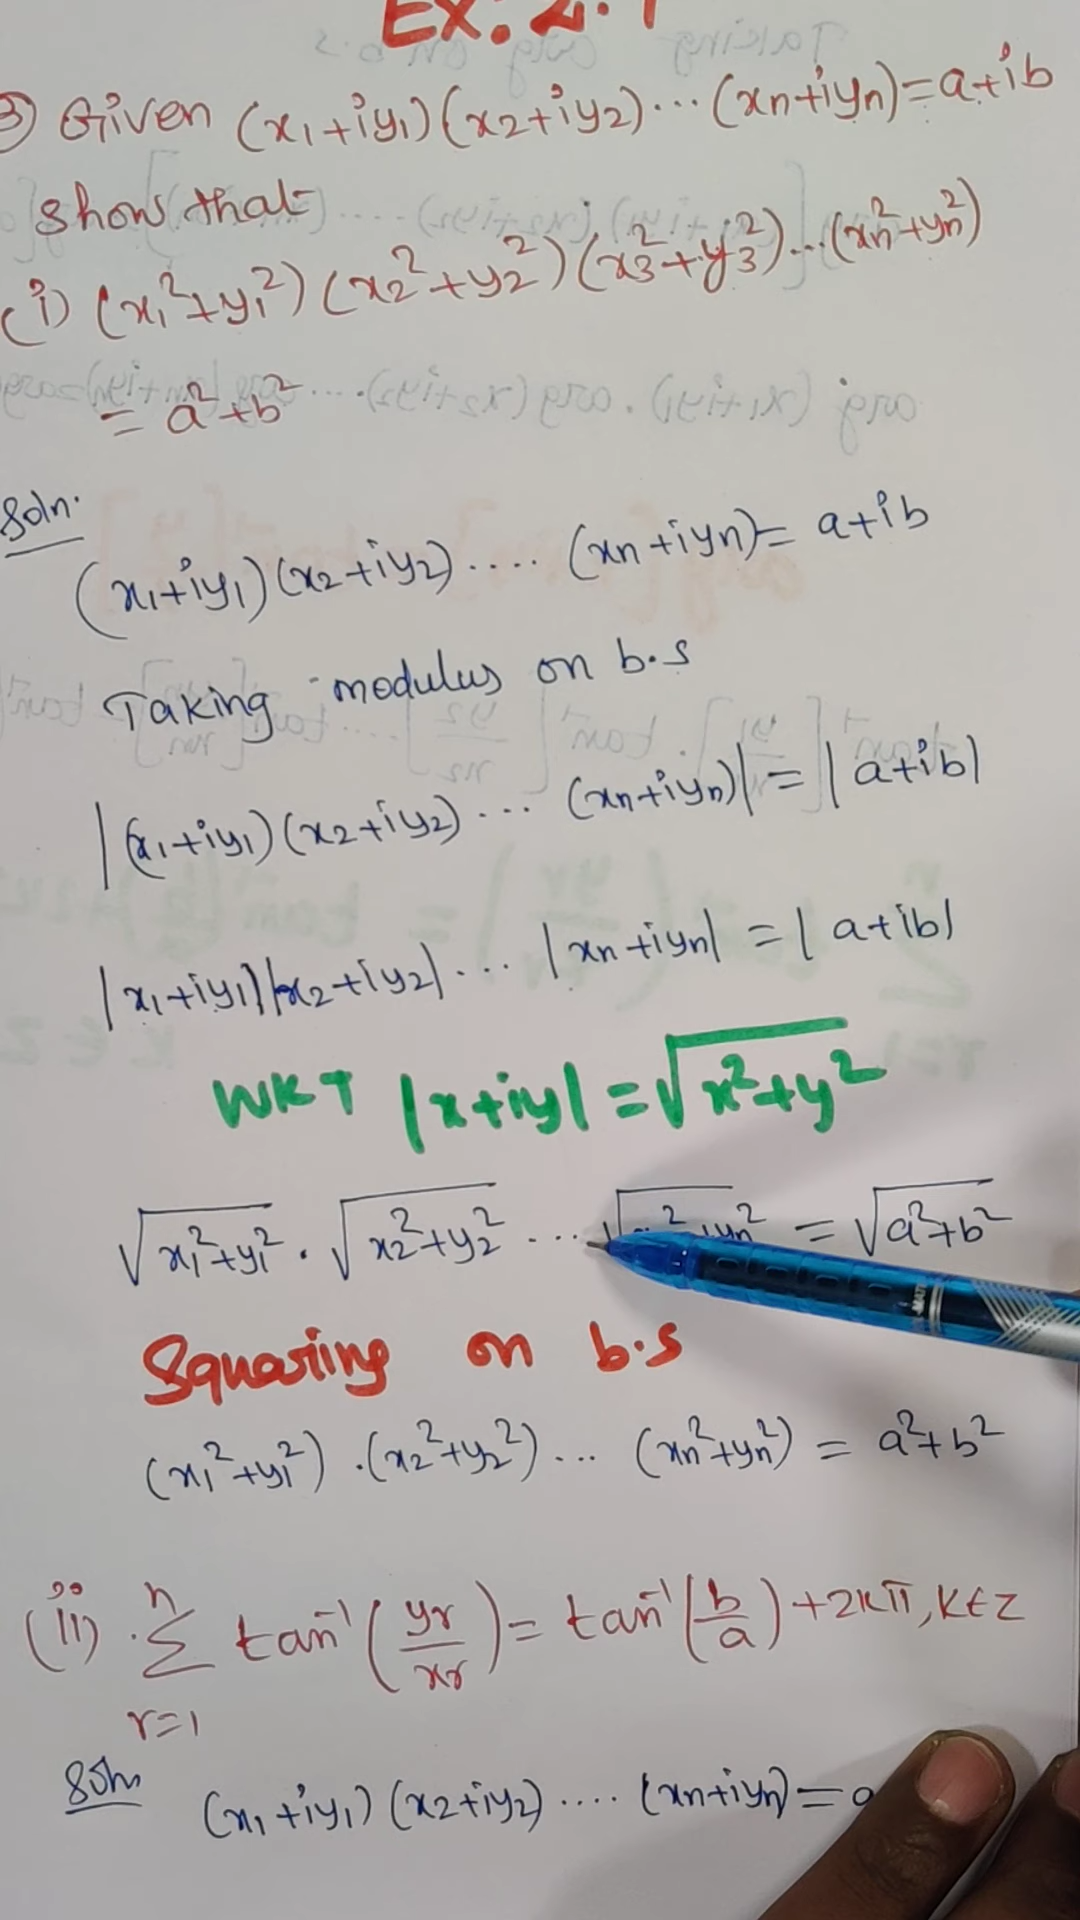 Ex: 2.
3) Given (x₁+iy₁)(x₂+iy₂)...(xn+iyn)=a+ib
show that
(i) (x₁²+y₁²)(x₂²+y₂²)(x₃²+y₃²)...(xn²+yn²)
= a²+b²
Soln.
(x₁+iy₁)(x₂+iy₂).... (xn+iyn)= a+ib
Taking modulus on b.s
|(x₁+iy₁)(x₂+iy₂)... (xn+iyn)|=|a+ib|
|x₁+iy₁||x₂+iy₂|... |xn+iyn| =|a+ib|
WKT |x+iy|=√x²+y²
√x₁²+y₁² . √x₂²+y₂² ... √ ² yn² = √a²+b²
Squaring on b.s
(x₁²+y₁²).(x₂²+y₂²)... (xn²+yn²) = a²+b²
(ii) n Σ r=1 tan⁻¹(yr/xr)= tan⁻¹(b/a)+2kπ, k∈z
Soln (x₁+iy₁)(x₂+iy₂).... (xn+iyn)=a